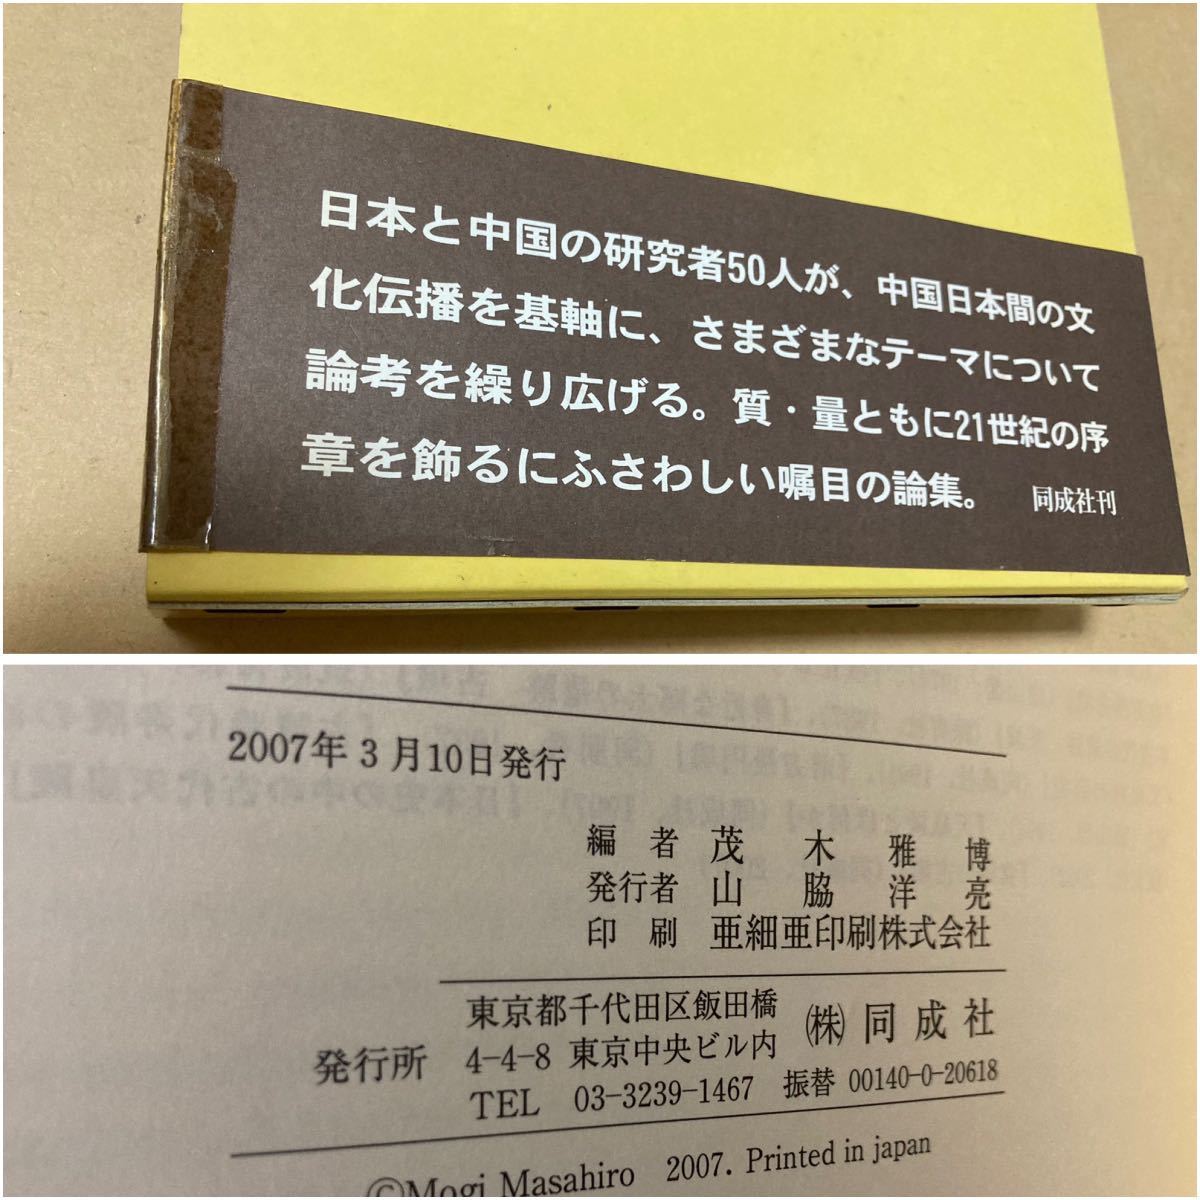 日本と中国の研究者50人が、中国日本間の文
化伝播を基軸に、さまざまなテーマについて
論考を繰り広げる。質・量ともに21世紀の序
章を飾るにふさわしい嘱目の論集。
同成社刊
2007年3月10日発行
編者 茂木雅博
発行者 山脇洋亮
印刷 亜細亜印刷株式会社
発行所
東京都千代田区飯田橋
4-4-8 東京中央ビル内
(株)同成社
TEL 03-3239-1467 振替 00140-0-20618
©Mogi Masahiro 2007. Printed in japan